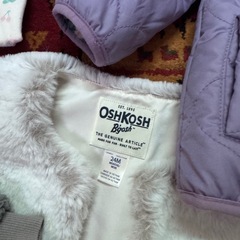 EST. 1895
OSHKOSH
B'gosh
THE GENUINE ARTICLE
24M